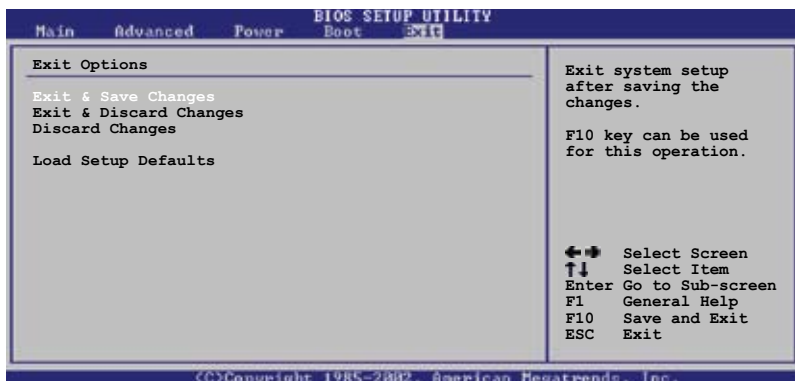 BIOS SETUP UTILITY
Main Advanced Power Boot Exit
Exit Options
Exit & Save Changes
Exit & Discard Changes
Discard Changes
Load Setup Defaults
Exit system setup
after saving the
changes.
F10 key can be used
for this operation.
←→ Select Screen
↑↓ Select Item
Enter Go to Sub-screen
F1 General Help
F10 Save and Exit
ESC Exit
(C)Copyright 1985-2002, American Megatrends, Inc.